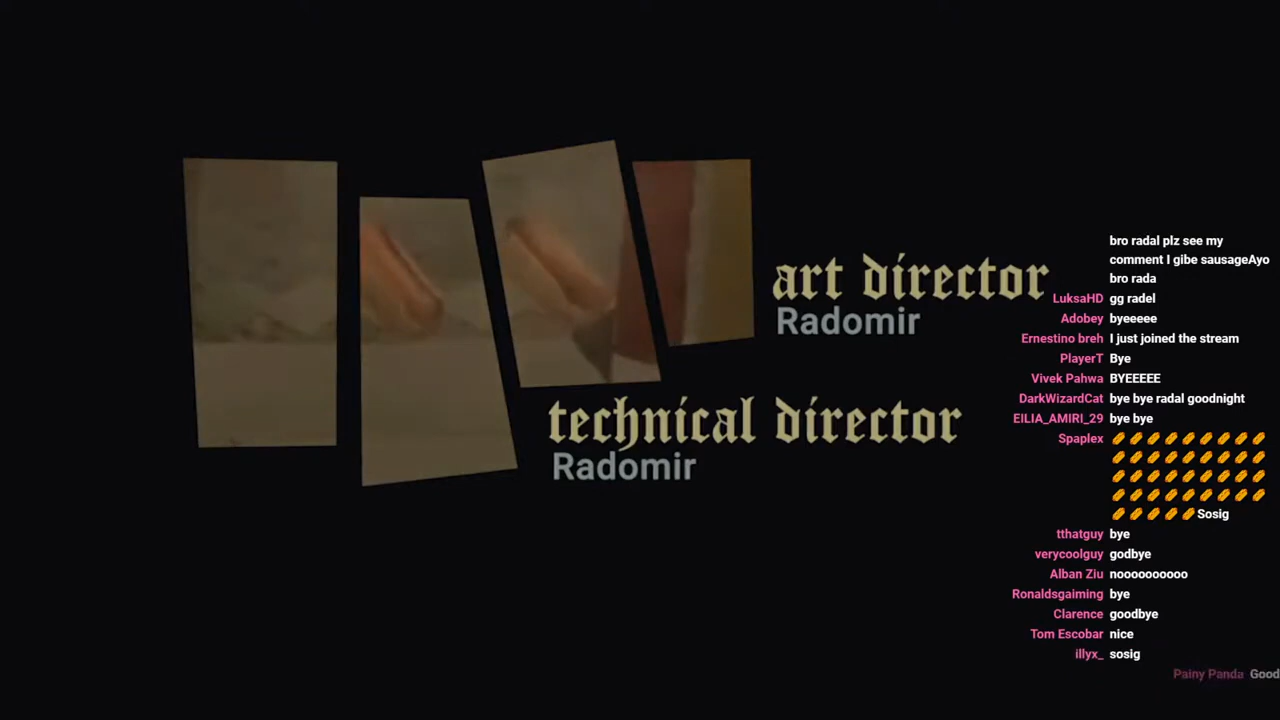 art director
Radomir
technical director
Radomir
bro radal plz see my
comment I gibe sausageAyo
bro rada
LuksaHD gg radel
Adobey byeeeee
Ernestino breh I just joined the stream
PlayerT Bye
Vivek Pahwa BYEEEEE
DarkWizardCat bye bye radal goodnight
EILIA_AMIRI_29 bye bye
Spaplex
Sosig
tthatguy bye
verycoolguy godbye
Alban Ziu noooooooooo
Ronaldsgaiming bye
Clarence goodbye
Tom Escobar nice
illyx_ sosig
Painy Panda Good